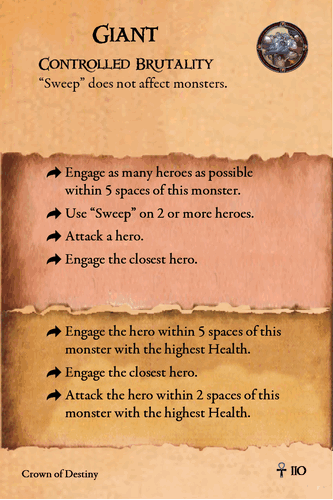 Giant
Controlled Brutality
“Sweep” does not affect monsters.
Engage as many heroes as possible
within 5 spaces of this monster.
Use “Sweep” on 2 or more heroes.
Attack a hero.
Engage the closest hero.
Engage the hero within 5 spaces of this
monster with the highest Health.
Engage the closest hero.
Attack the hero within 2 spaces of this
monster with the highest Health.
Crown of Destiny
110